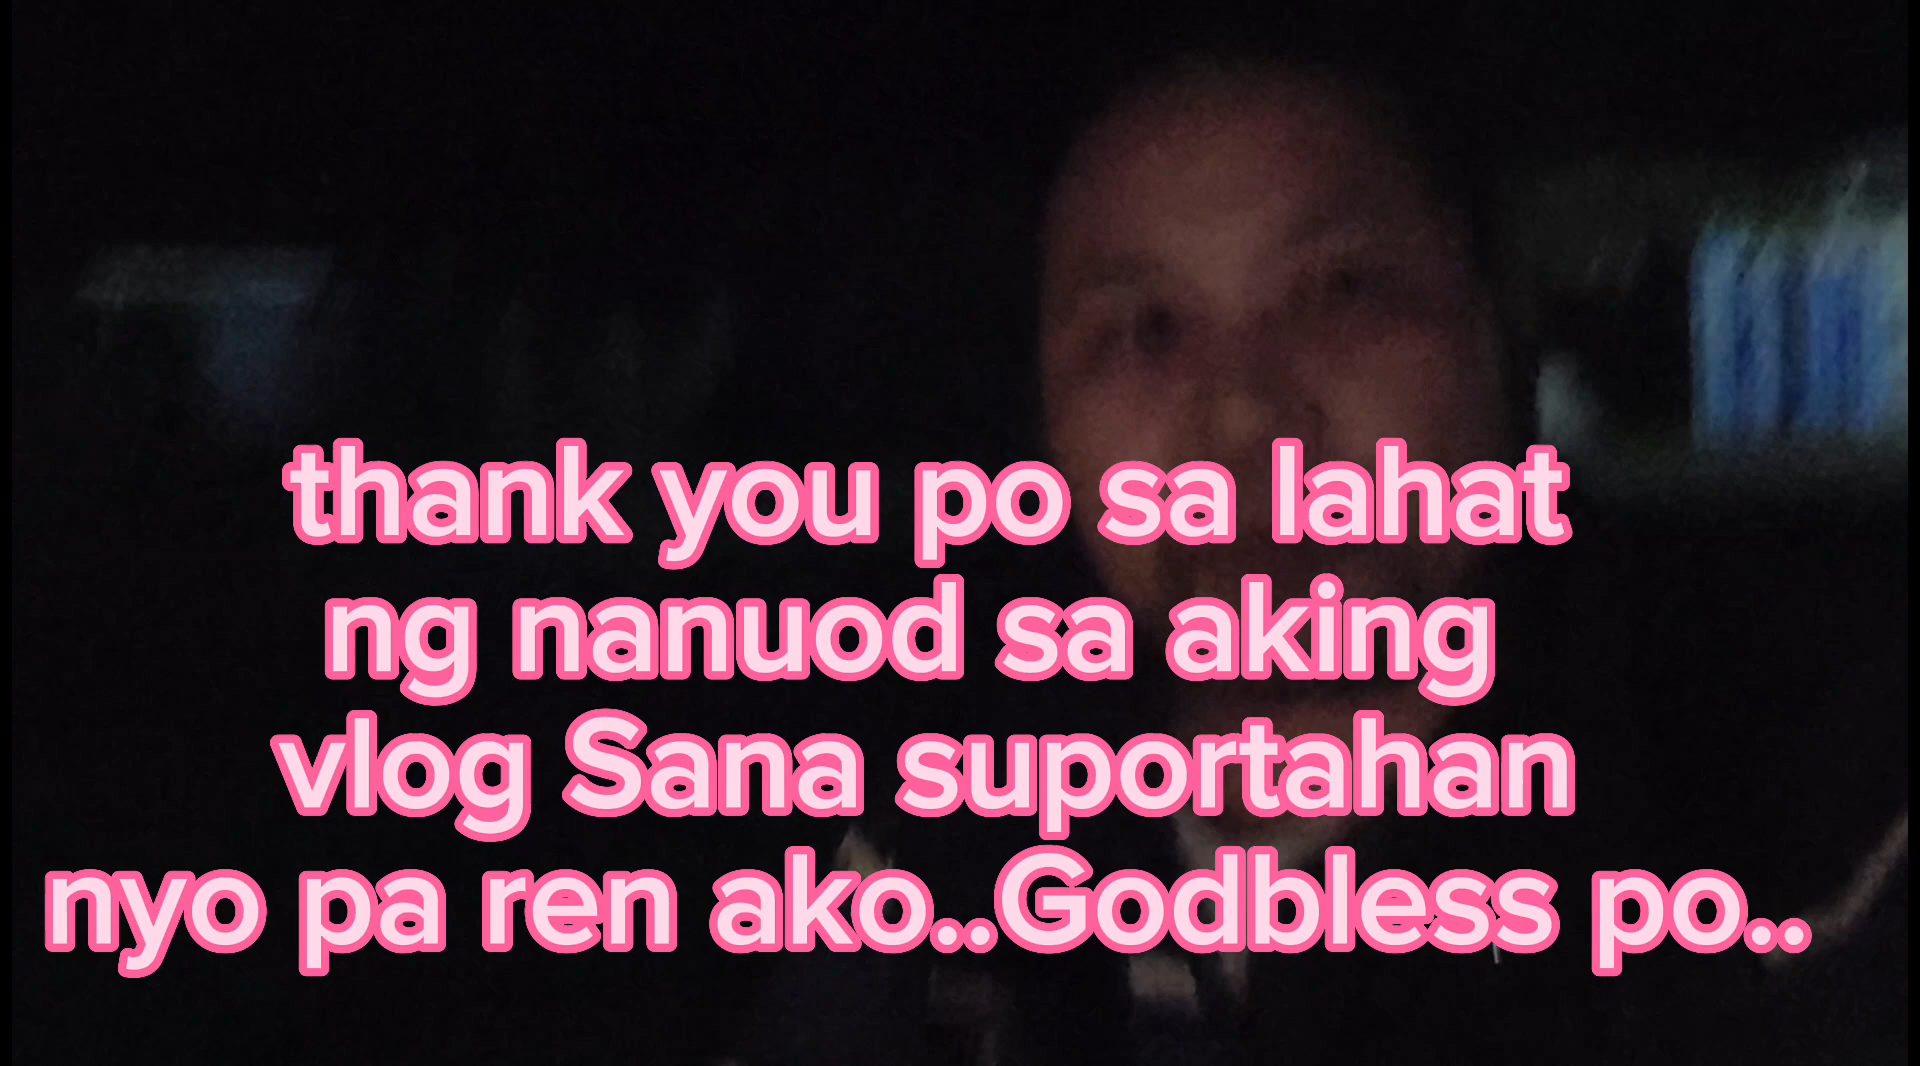 thank you po sa lahat
ng nanuod sa aking
vlog Sana suportahan
nyo pa ren ako..Godbless po..